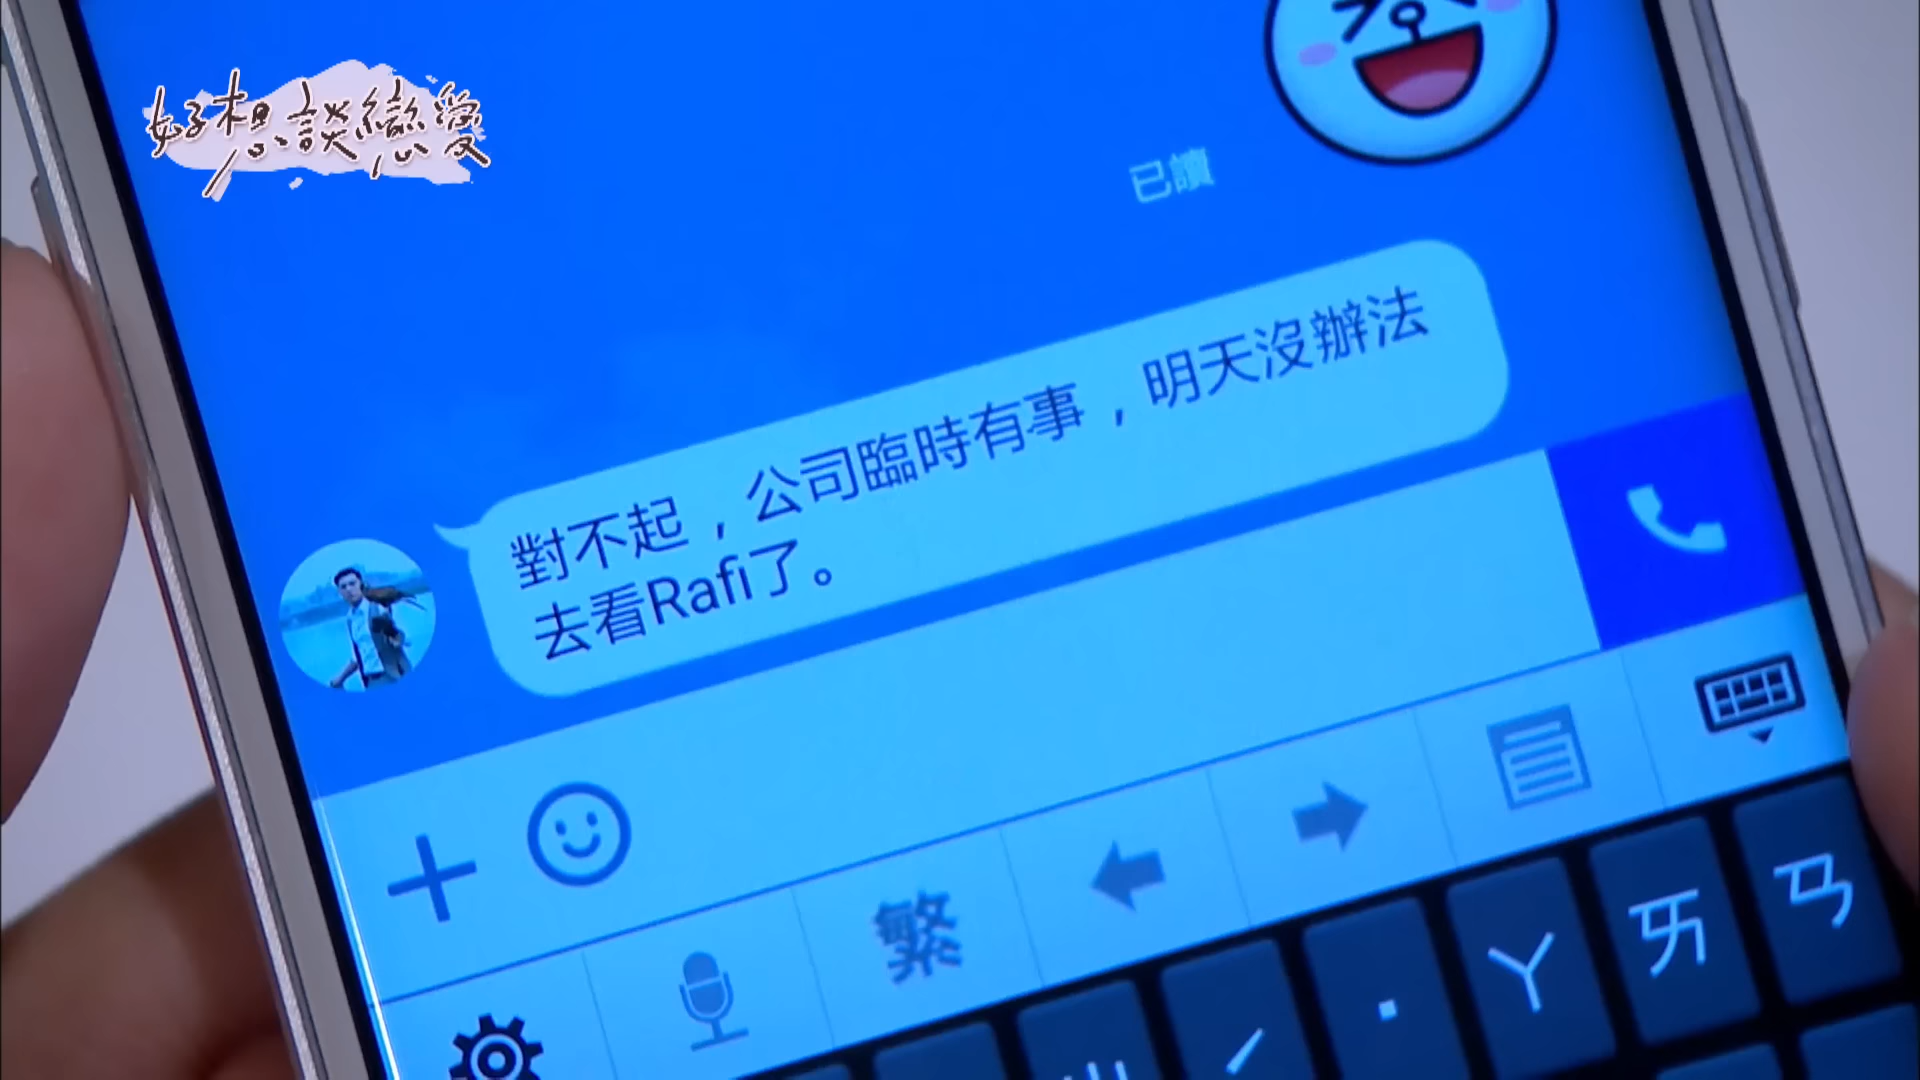 好想談戀愛
已讀
對不起，公司臨時有事，明天沒辦法
去看Rafi了。
繁
ˊ ˙ ㄚ ㄞ ㄢ